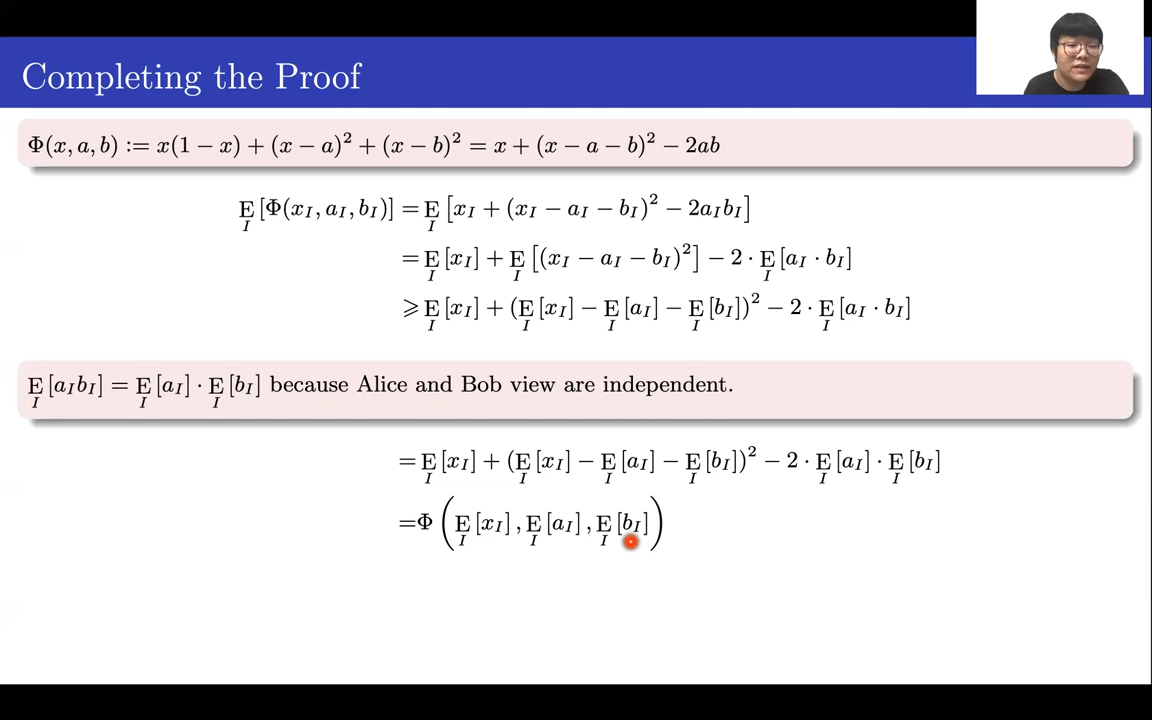 Completing the Proof
Φ(x, a, b) := x(1 − x) + (x − a)² + (x − b)² = x + (x − a − b)² − 2ab
E_I [Φ(x_I, a_I, b_I)] = E_I [x_I + (x_I − a_I − b_I)² − 2a_I b_I]
= E_I [x_I] + E_I [(x_I − a_I − b_I)²] − 2 · E_I [a_I · b_I]
⩾ E_I [x_I] + (E_I [x_I] − E_I [a_I] − E_I [b_I])² − 2 · E_I [a_I · b_I]
E_I [a_I b_I] = E_I [a_I] · E_I [b_I] because Alice and Bob view are independent.
= E_I [x_I] + (E_I [x_I] − E_I [a_I] − E_I [b_I])² − 2 · E_I [a_I] · E_I [b_I]
=Φ (E_I [x_I] , E_I [a_I] , E_I [b_I])